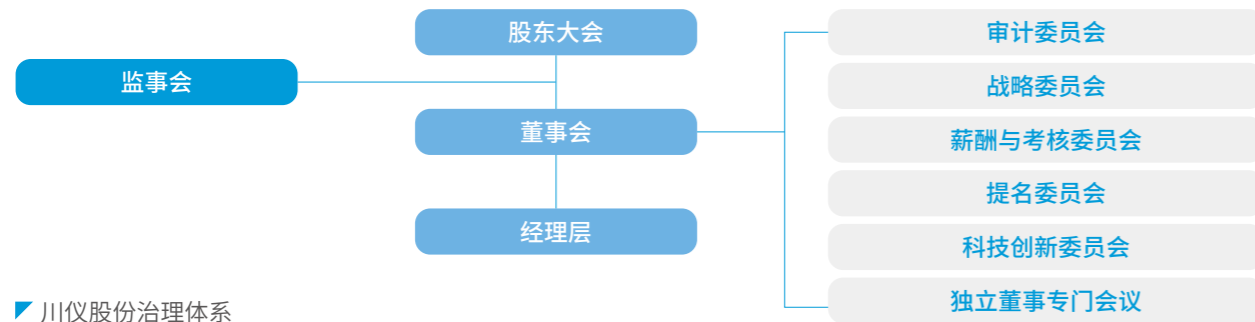 股东大会
监事会
董事会
经理层
审计委员会
战略委员会
薪酬与考核委员会
提名委员会
科技创新委员会
独立董事专门会议
川仪股份治理体系